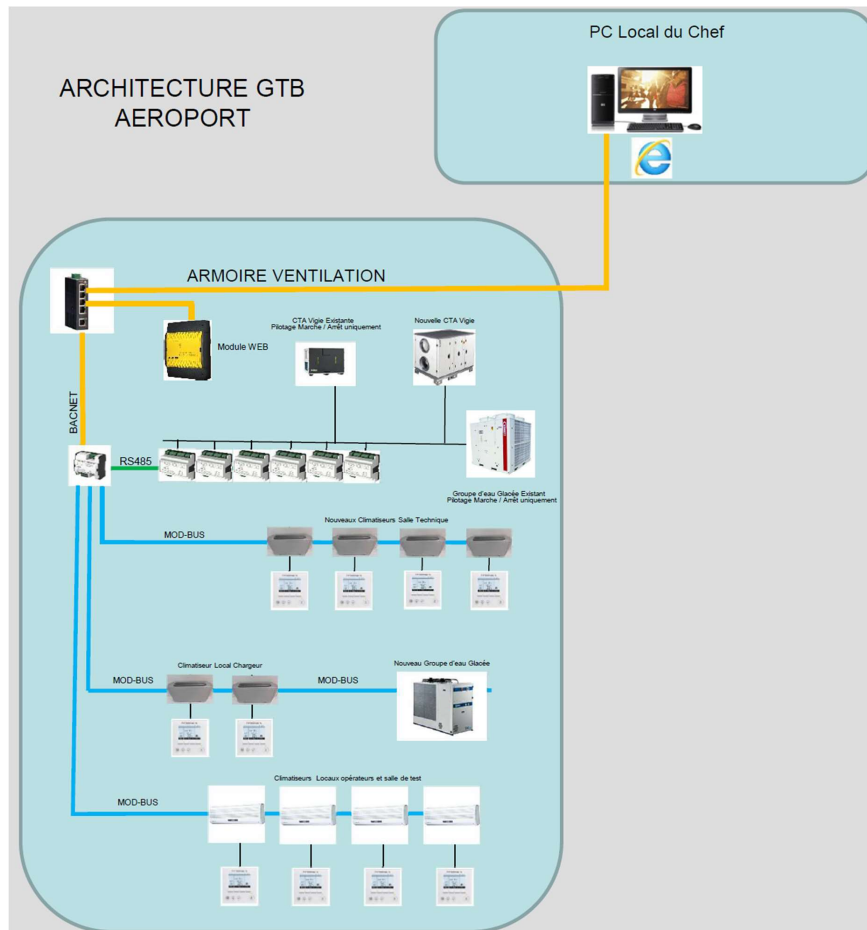 PC Local du Chef
ARCHITECTURE GTB
AEROPORT
ARMOIRE VENTILATION
CTA Vigie Existante
Pilotage Marche / Arrêt uniquement
Nouvelle CTA Vigie
Module WEB
BACNET
RS485
Groupe d'eau Glacée Existant
Pilotage Marche / Arrêt uniquement
Nouveaux Climatiseurs Salle Technique
MOD-BUS
Climatiseur Local Chargeur
Nouveau Groupe d'eau Glacée
MOD-BUS
MOD-BUS
Climatiseurs Locaux opérateurs et salle de test
MOD-BUS